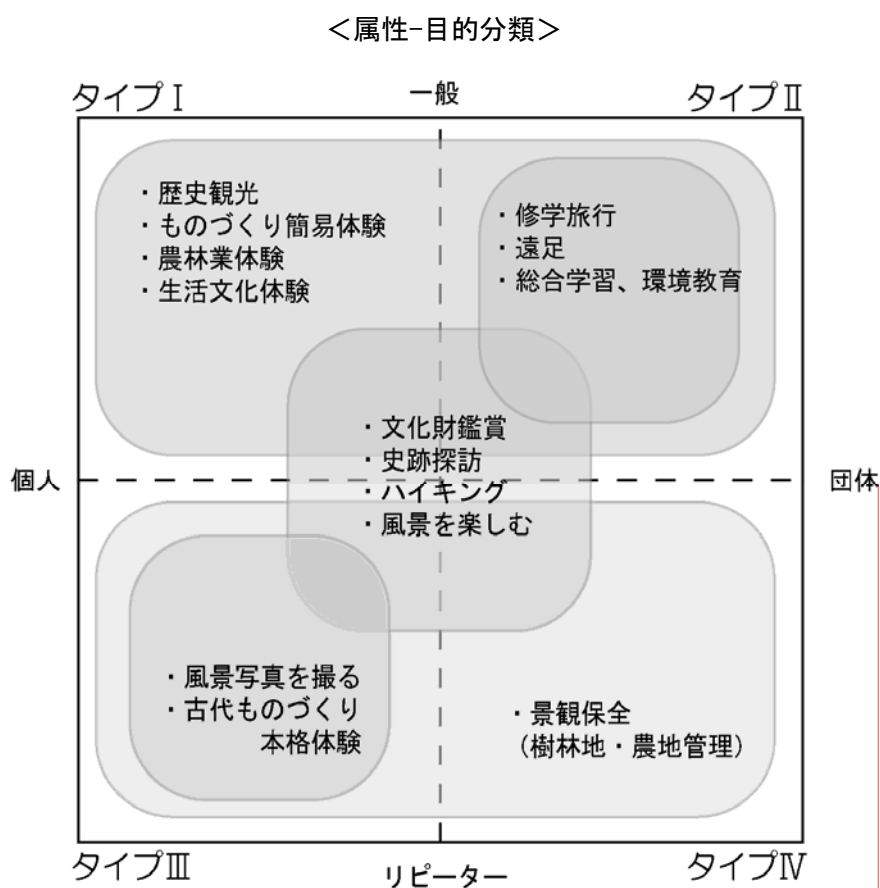 ＜属性−目的分類＞
タイプⅠ
一般
タイプⅡ
・歴史観光
・ものづくり簡易体験
・農林業体験
・生活文化体験
・修学旅行
・遠足
・総合学習、環境教育
・文化財鑑賞
・史跡探訪
・ハイキング
・風景を楽しむ
個人
団体
・風景写真を撮る
・古代ものづくり
本格体験
・景観保全
（樹林地・農地管理）
タイプⅢ
リピーター
タイプⅣ